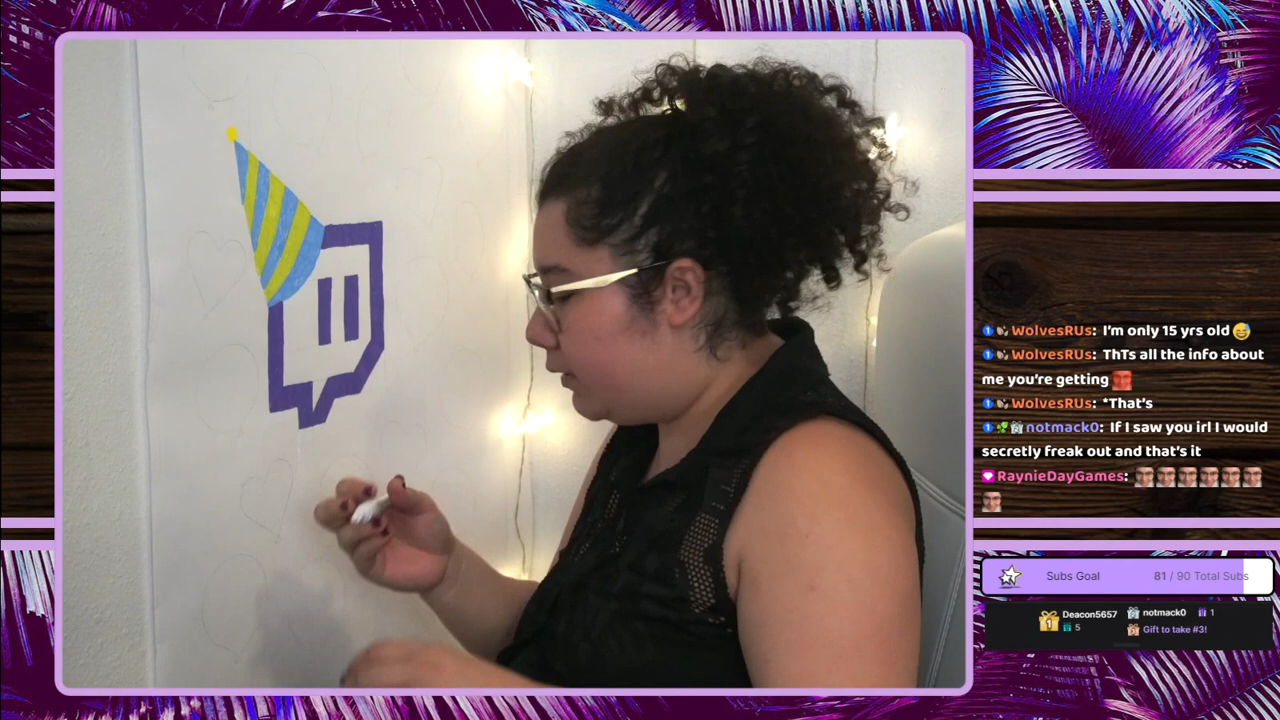 WolvesRUs: I'm only 15 yrs old 😅
WolvesRUs: ThTs all the info about
me you're getting
WolvesRUs: *That's
notmack0: If I saw you irl I would
secretly freak out and that's it
RaynieDayGames:
Subs Goal 81 / 90 Total Subs
Deacon5657 notmack0 1
5 Gift to take #3!